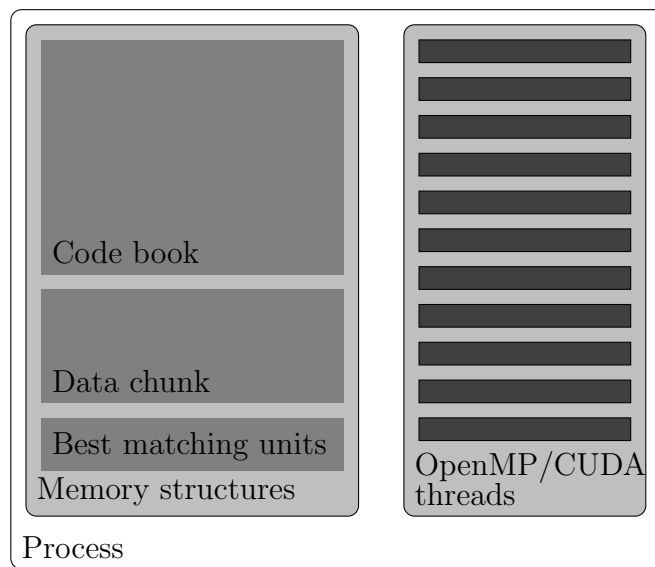 Code book
Data chunk
Best matching units
Memory structures
OpenMP/CUDA
threads
Process